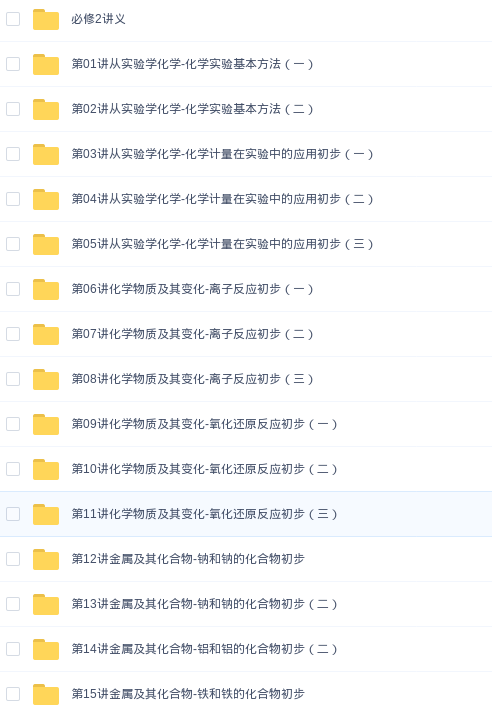 必修2讲义
第01讲从实验学化学-化学实验基本方法（一）
第02讲从实验学化学-化学实验基本方法（二）
第03讲从实验学化学-化学计量在实验中的应用初步（一）
第04讲从实验学化学-化学计量在实验中的应用初步（二）
第05讲从实验学化学-化学计量在实验中的应用初步（三）
第06讲化学物质及其变化-离子反应初步（一）
第07讲化学物质及其变化-离子反应初步（二）
第08讲化学物质及其变化-离子反应初步（三）
第09讲化学物质及其变化-氧化还原反应初步（一）
第10讲化学物质及其变化-氧化还原反应初步（二）
第11讲化学物质及其变化-氧化还原反应初步（三）
第12讲金属及其化合物-钠和钠的化合物初步
第13讲金属及其化合物-钠和钠的化合物初步（二）
第14讲金属及其化合物-铝和铝的化合物初步（二）
第15讲金属及其化合物-铁和铁的化合物初步